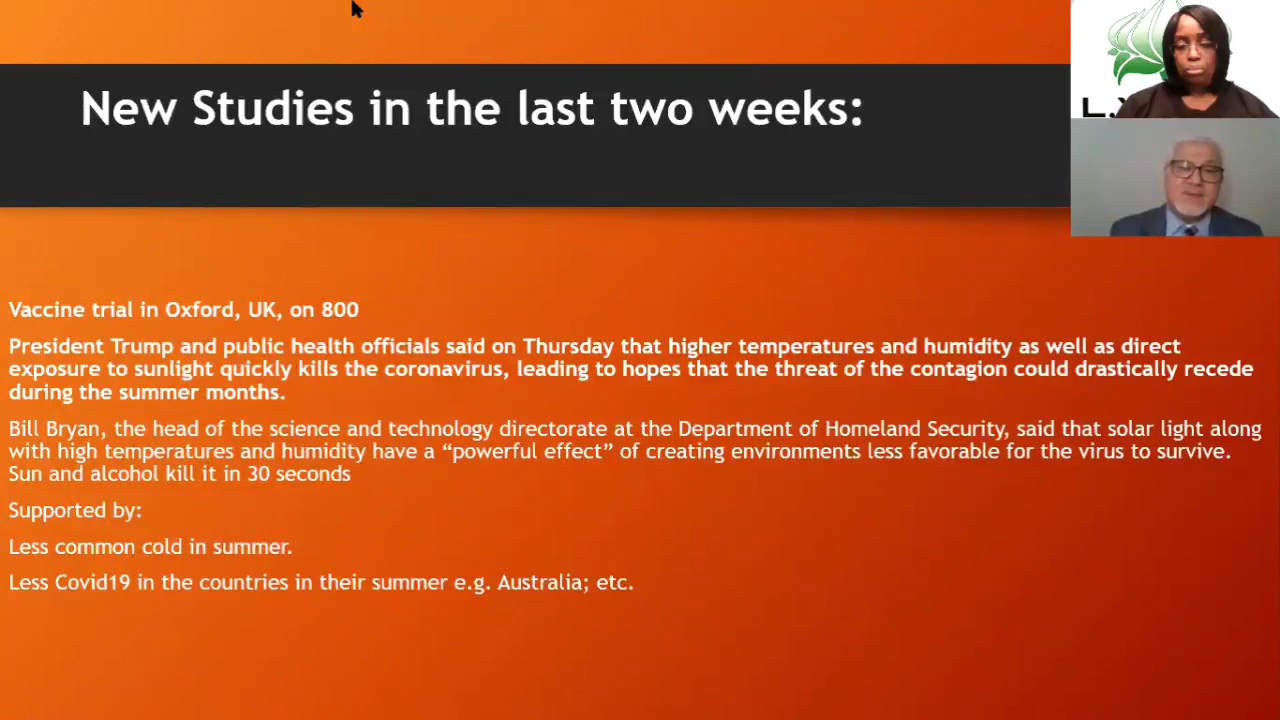 New Studies in the last two weeks:
Vaccine trial in Oxford, UK, on 800
President Trump and public health officials said on Thursday that higher temperatures and humidity as well as direct
exposure to sunlight quickly kills the coronavirus, leading to hopes that the threat of the contagion could drastically recede
during the summer months.
Bill Bryan, the head of the science and technology directorate at the Department of Homeland Security, said that solar light along
with high temperatures and humidity have a “powerful effect” of creating environments less favorable for the virus to survive.
Sun and alcohol kill it in 30 seconds
Supported by:
Less common cold in summer.
Less Covid19 in the countries in their summer e.g. Australia; etc.